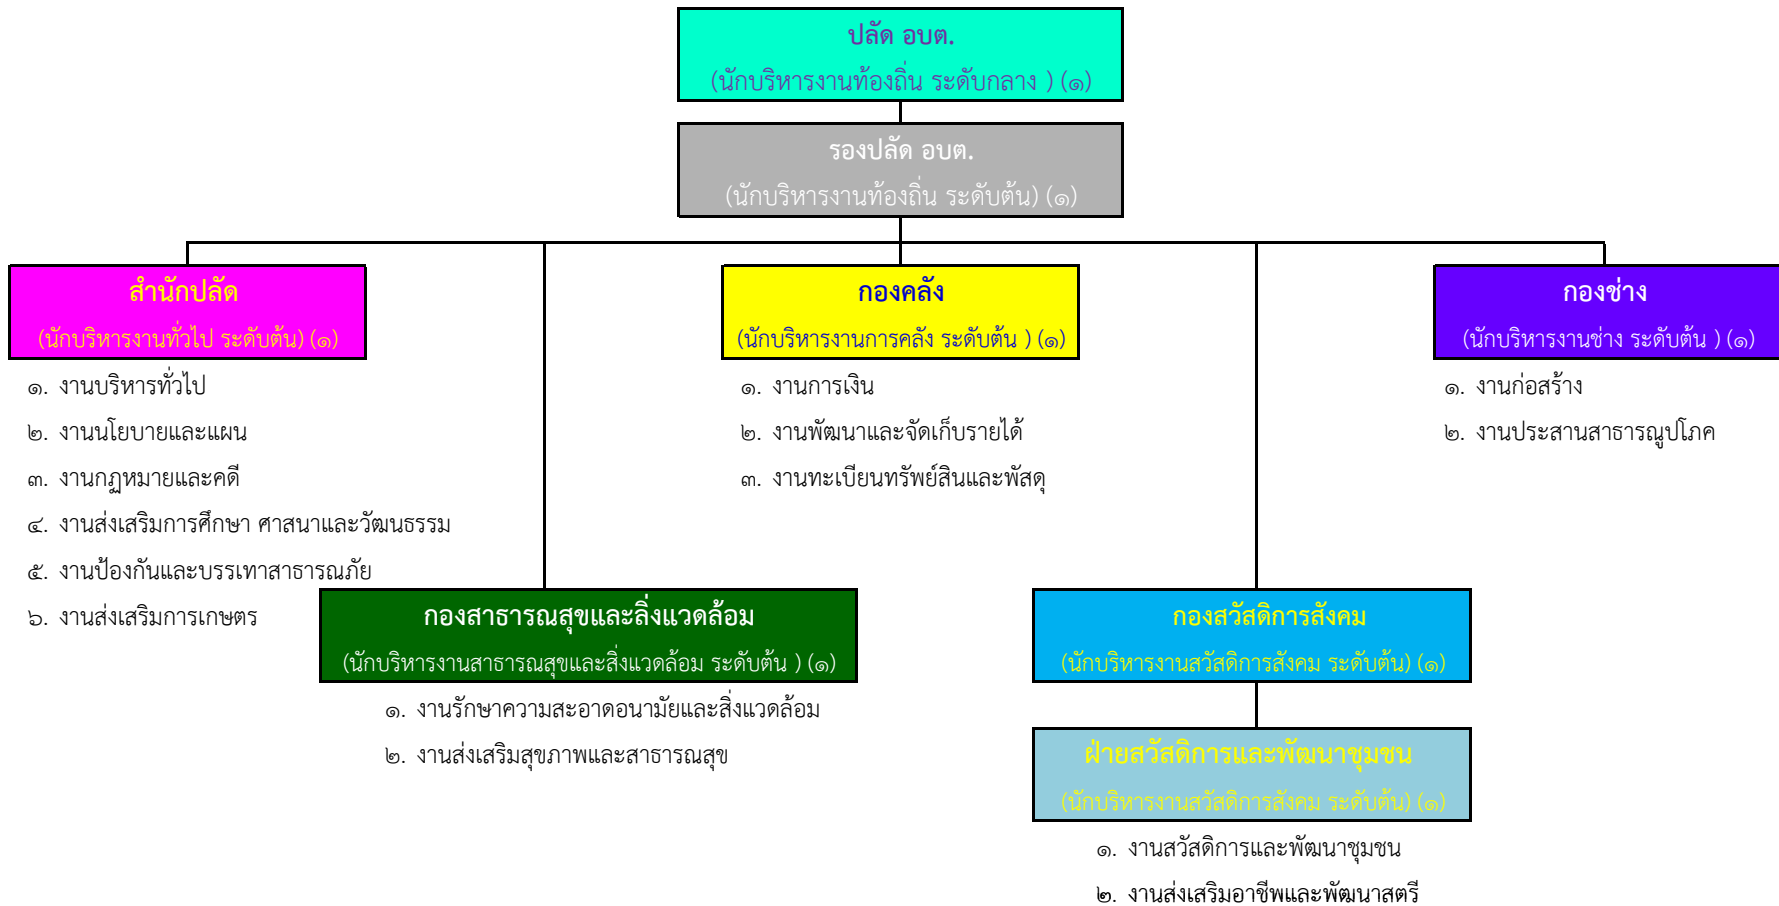 ปลัด อบต.
(นักบริหารงานท้องถิ่น ระดับกลาง ) (๑)
รองปลัด อบต.
(นักบริหารงานท้องถิ่น ระดับต้น) (๑)
สำนักปลัด
(นักบริหารงานทั่วไป ระดับต้น) (๑)
๑. งานบริหารทั่วไป
๒. งานนโยบายและแผน
๓. งานกฏหมายและคดี
๔. งานส่งเสริมการศึกษา ศาสนาและวัฒนธรรม
๕. งานป้องกันและบรรเทาสาธารณภัย
๖. งานส่งเสริมการเกษตร
กองคลัง
(นักบริหารงานการคลัง ระดับต้น ) (๑)
๑. งานการเงิน
๒. งานพัฒนาและจัดเก็บรายได้
๓. งานทะเบียนทรัพย์สินและพัสดุ
กองช่าง
(นักบริหารงานช่าง ระดับต้น ) (๑)
๑. งานก่อสร้าง
๒. งานประสานสาธารณูปโภค
กองสาธารณสุขและลิ่งแวดล้อม
(นักบริหารงานสาธารณสุขและสิ่งแวดล้อม ระดับต้น ) (๑)
๑. งานรักษาความสะอาดอนามัยและสิ่งแวดล้อม
๒. งานส่งเสริมสุขภาพและสาธารณสุข
กองสวัสดิการสังคม
(นักบริหารงานสวัสดิการสังคม ระดับต้น) (๑)
ฝ่ายสวัสดิการและพัฒนาชุมชน
(นักบริหารงานสวัสดิการสังคม ระดับต้น) (๑)
๑. งานสวัสดิการและพัฒนาชุมชน
๒. งานส่งเสริมอาชีพและพัฒนาสตรี